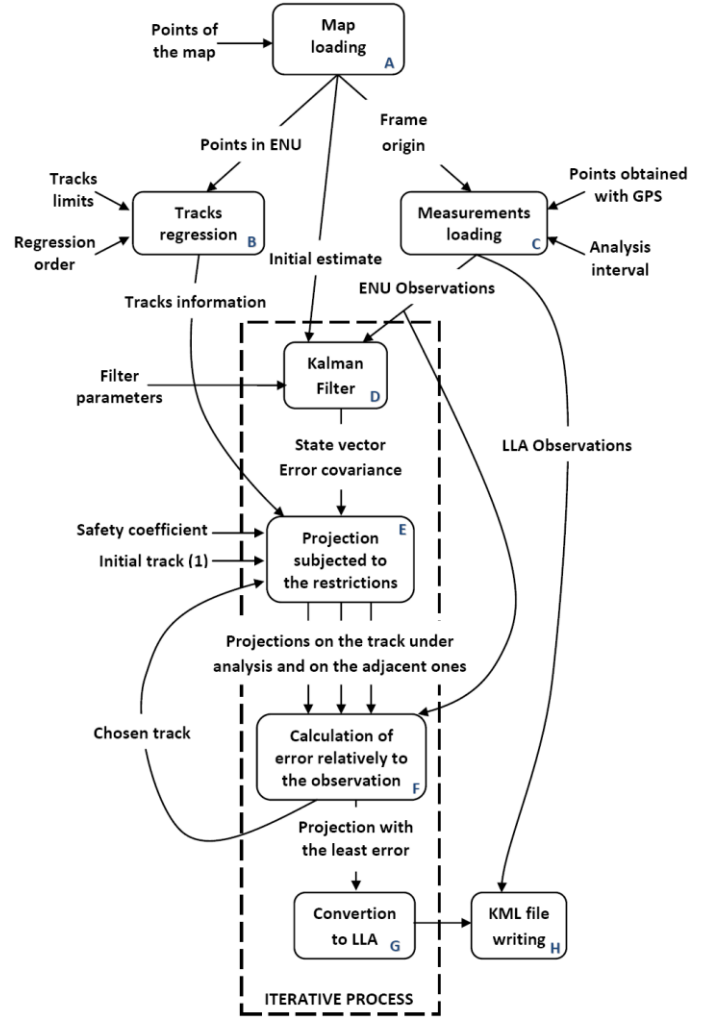 Points of
the map
Map
loading
A
Frame
origin
Points in ENU
Tracks
limits
Regression
order
Tracks
regression
B
Measurements
loading
C
Points obtained
with GPS
Analysis
interval
Initial estimate
ENU Observations
Tracks information
Kalman
Filter
D
Filter
parameters
LLA Observations
State vector
Error covariance
Safety coefficient
Initial track (1)
E
Projection
subjected to
the restrictions
Projections on the track under
analysis and on the adjacent ones
Chosen track
Calculation of
error relatively to
the observation
F
Projection with
the least error
Convertion
to LLA
G
KML file
writing
H
ITERATIVE PROCESS